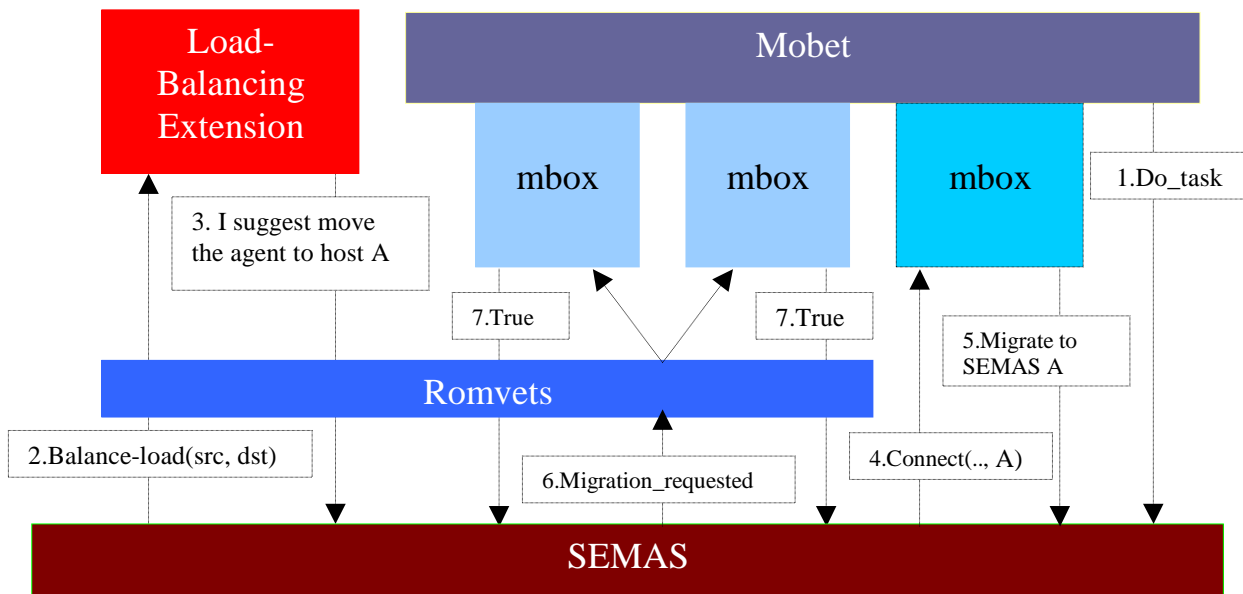 Load-
Balancing
Extension
Mobet
mbox
mbox
mbox
1.Do_task
3. I suggest move
the agent to host A
7.True
7.True
5.Migrate to
SEMAS A
Romvets
2.Balance-load(src, dst)
6.Migration_requested
4.Connect(.., A)
SEMAS